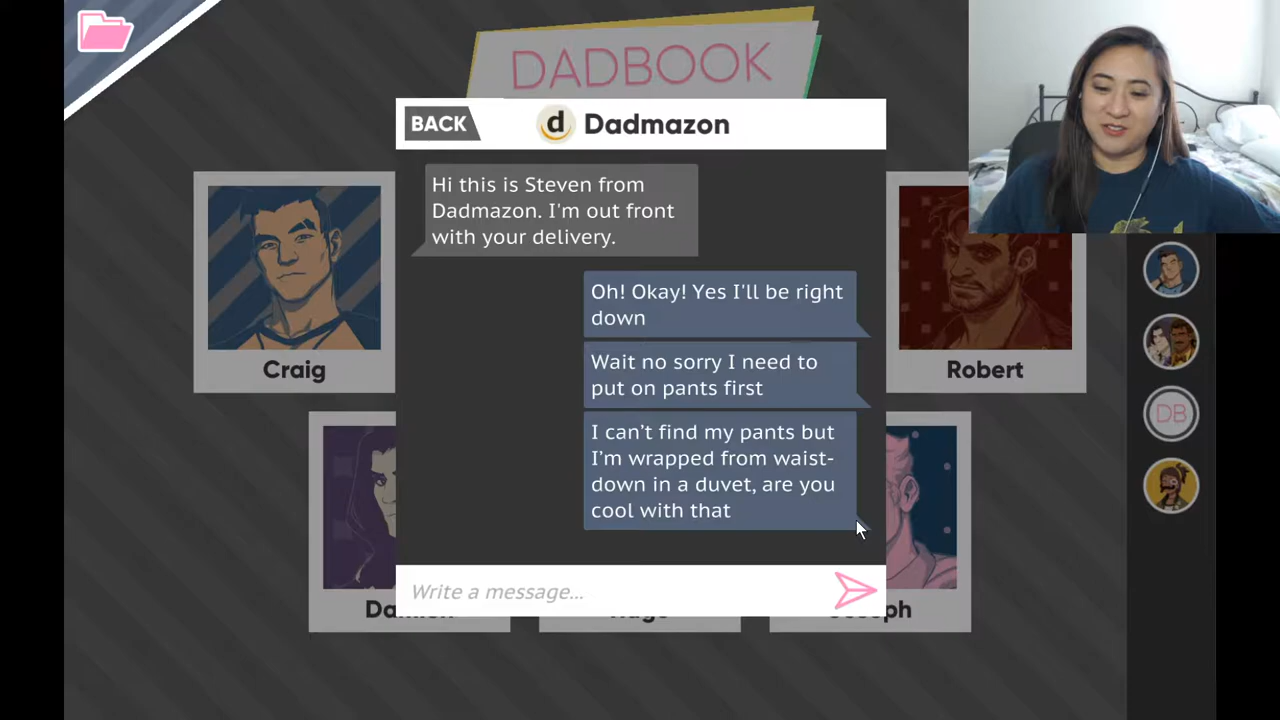 DADBOOK
BACK
d
Dadmazon
Hi this is Steven from
Dadmazon. I'm out front
with your delivery.
Oh! Okay! Yes I'll be right
down
Wait no sorry I need to
put on pants first
I can’t find my pants but
I’m wrapped from waist-
down in a duvet, are you
cool with that
Write a message...
Craig
Robert
DB